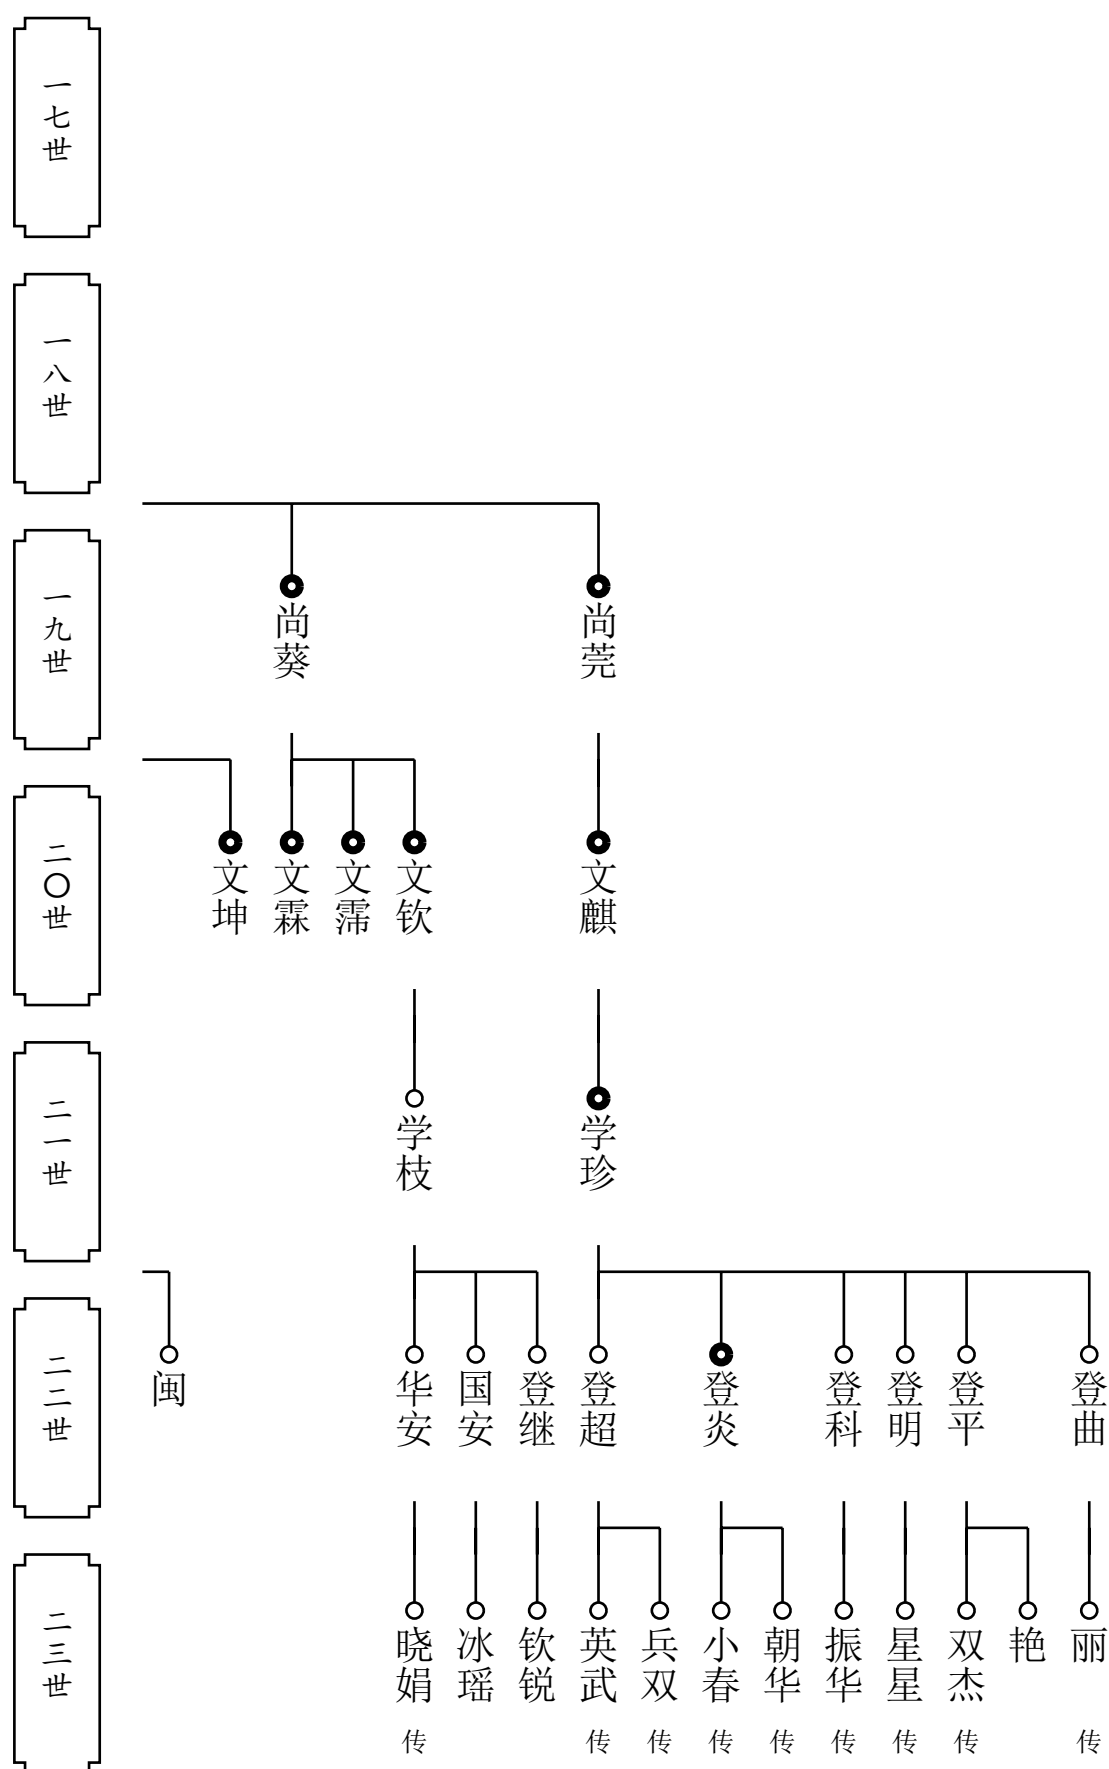 一七世
一八世
一九世
尚葵
尚莞
二〇世
文坤
文霖
文霈
文钦
文麒
二一世
学枝
学珍
二二世
闽
华安
国安
登继
登超
登炎
登科
登明
登平
登曲
二三世
晓娟
冰瑶
钦锐
英武
兵双
小春
朝华
振华
星星
双杰
艳
丽
传
传
传
传
传
传
传
传
传